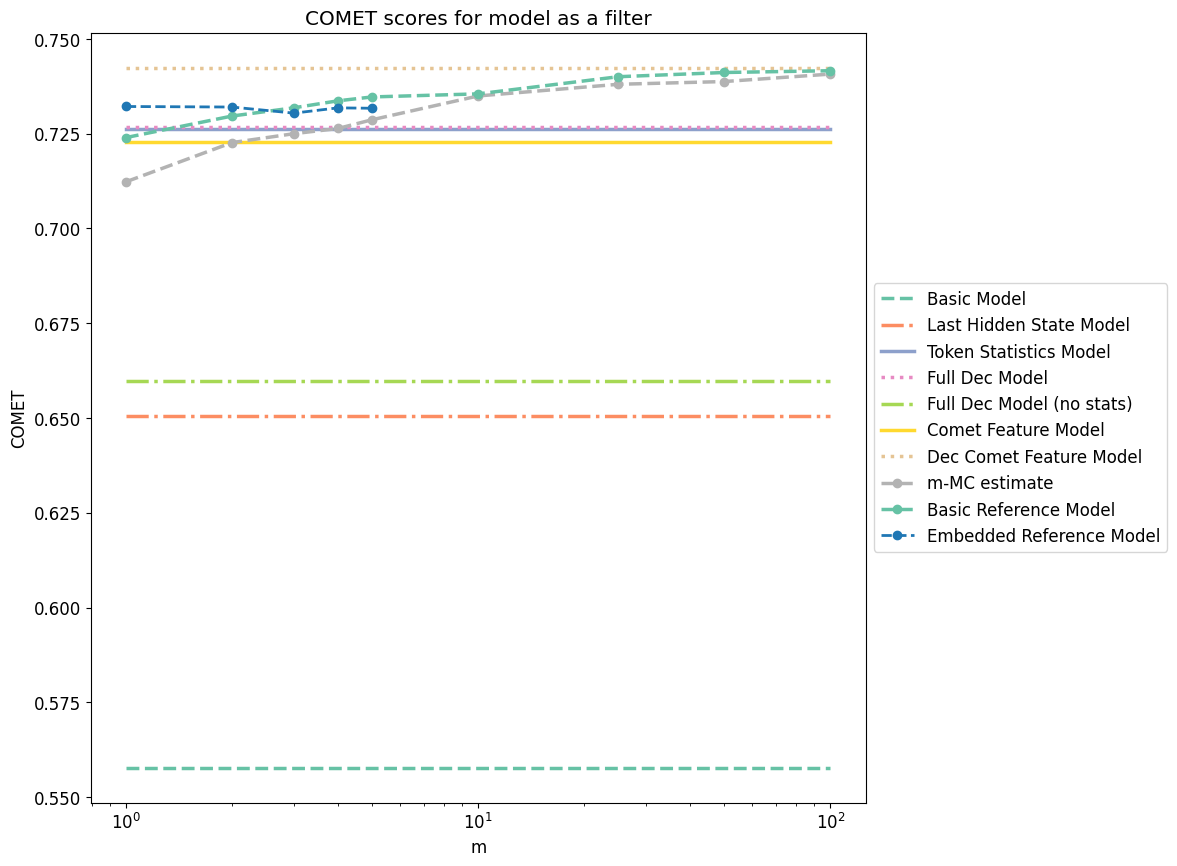 COMET scores for model as a filter
0.750
0.725
0.700
0.675
0.650
0.625
0.600
0.575
0.550
COMET
10⁰
10¹
10²
m
Basic Model
Last Hidden State Model
Token Statistics Model
Full Dec Model
Full Dec Model (no stats)
Comet Feature Model
Dec Comet Feature Model
m-MC estimate
Basic Reference Model
Embedded Reference Model